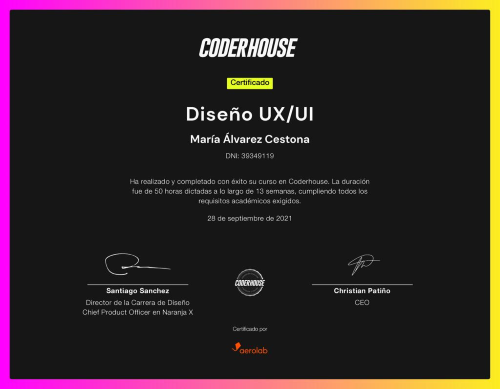 CODERHOUSE
Certificado
Diseño UX/UI
María Álvarez Cestona
DNI: 39349119
Ha realizado y completado con éxito su curso en Coderhouse. La duración
fue de 50 horas dictadas a lo largo de 13 semanas, cumpliendo todos los
requisitos académicos exigidos.
28 de septiembre de 2021
CODERHOUSE
Santiago Sanchez
Director de la Carrera de Diseño
Chief Product Officer en Naranja X
Christian Patiño
CEO
Certificado por
aerolab